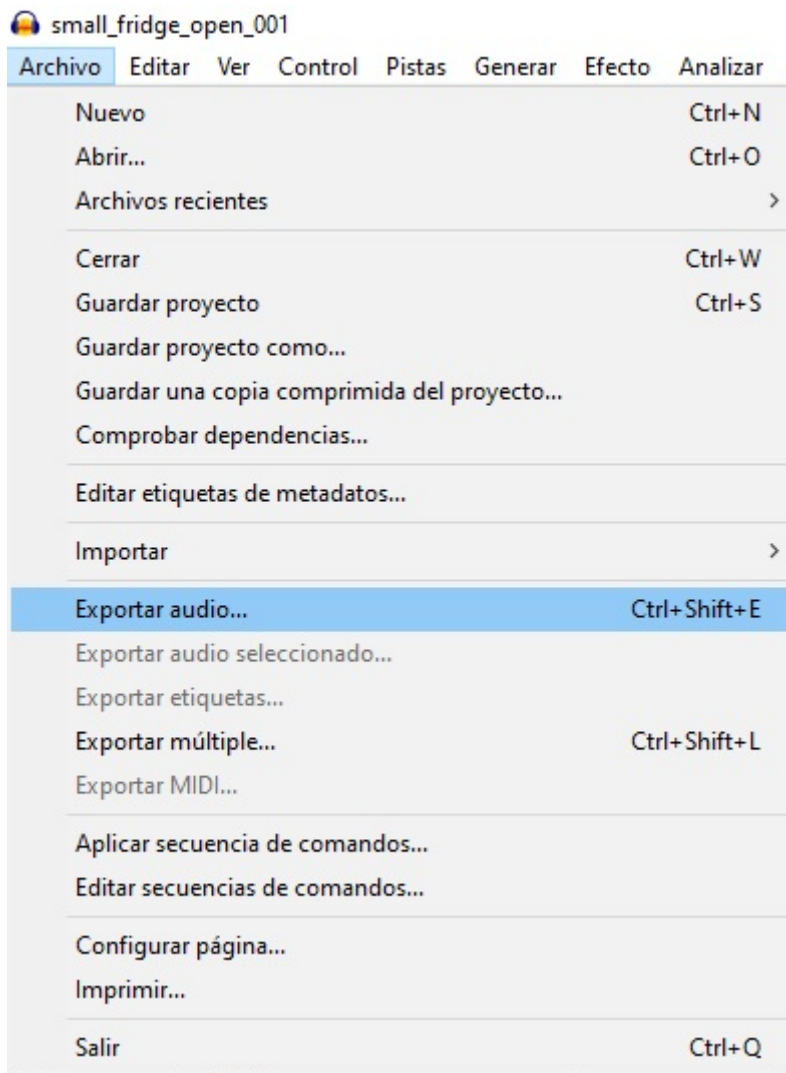 small_fridge_open_001
Archivo Editar Ver Control Pistas Generar Efecto Analizar
Nuevo Ctrl+N
Abrir... Ctrl+O
Archivos recientes >
Cerrar Ctrl+W
Guardar proyecto Ctrl+S
Guardar proyecto como...
Guardar una copia comprimida del proyecto...
Comprobar dependencias...
Editar etiquetas de metadatos...
Importar >
Exportar audio... Ctrl+Shift+E
Exportar audio seleccionado...
Exportar etiquetas...
Exportar múltiple... Ctrl+Shift+L
Exportar MIDI...
Aplicar secuencia de comandos...
Editar secuencias de comandos...
Configurar página...
Imprimir...
Salir Ctrl+Q